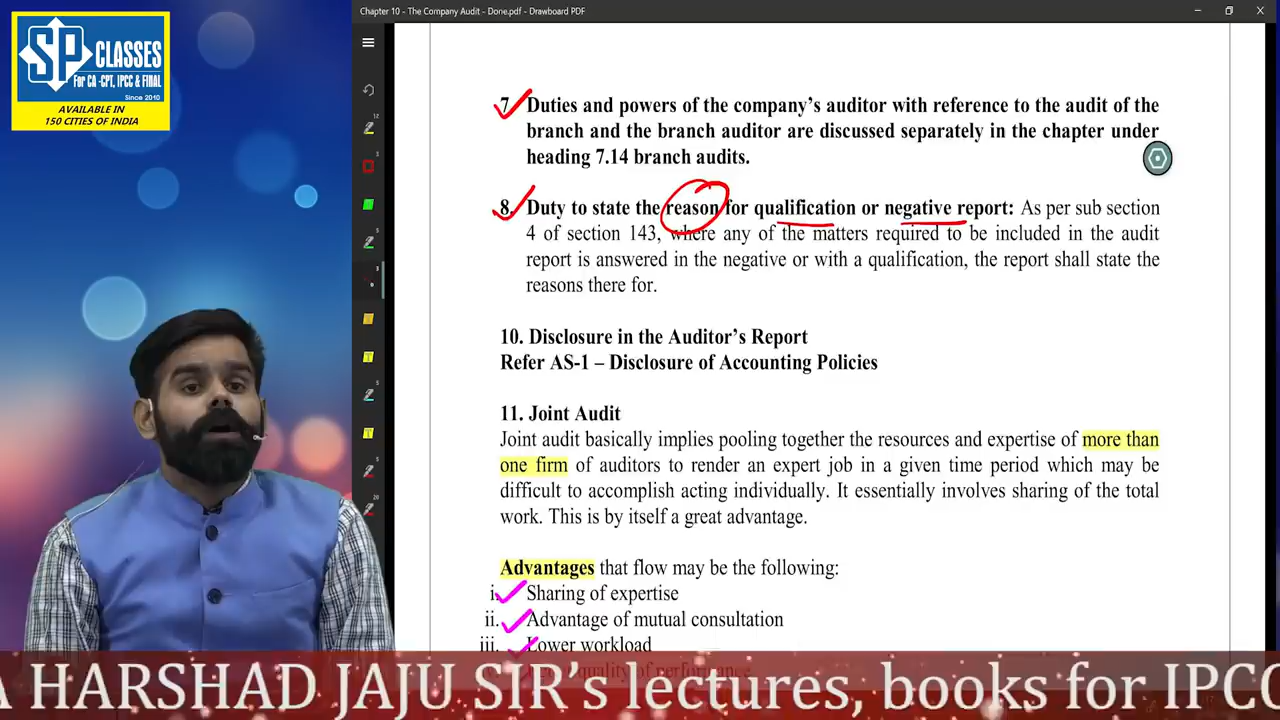 Chapter 10 - The Company Audit - Done.pdf - Drawboard PDF
SP CLASSES
For CA -CPT, IPCC & FINAL
Since 2010
AVAILABLE IN
150 CITIES OF INDIA
7. Duties and powers of the company's auditor with reference to the audit of the
branch and the branch auditor are discussed separately in the chapter under
heading 7.14 branch audits.
8. Duty to state the reason for qualification or negative report: As per sub section
4 of section 143, where any of the matters required to be included in the audit
report is answered in the negative or with a qualification, the report shall state the
reasons there for.
10. Disclosure in the Auditor's Report
Refer AS-1 – Disclosure of Accounting Policies
11. Joint Audit
Joint audit basically implies pooling together the resources and expertise of more than
one firm of auditors to render an expert job in a given time period which may be
difficult to accomplish acting individually. It essentially involves sharing of the total
work. This is by itself a great advantage.
Advantages that flow may be the following:
i. Sharing of expertise
ii. Advantage of mutual consultation
iii. Lower workload
quality of performance
A HARSHAD JAJU SIR's lectures, books for IPCC